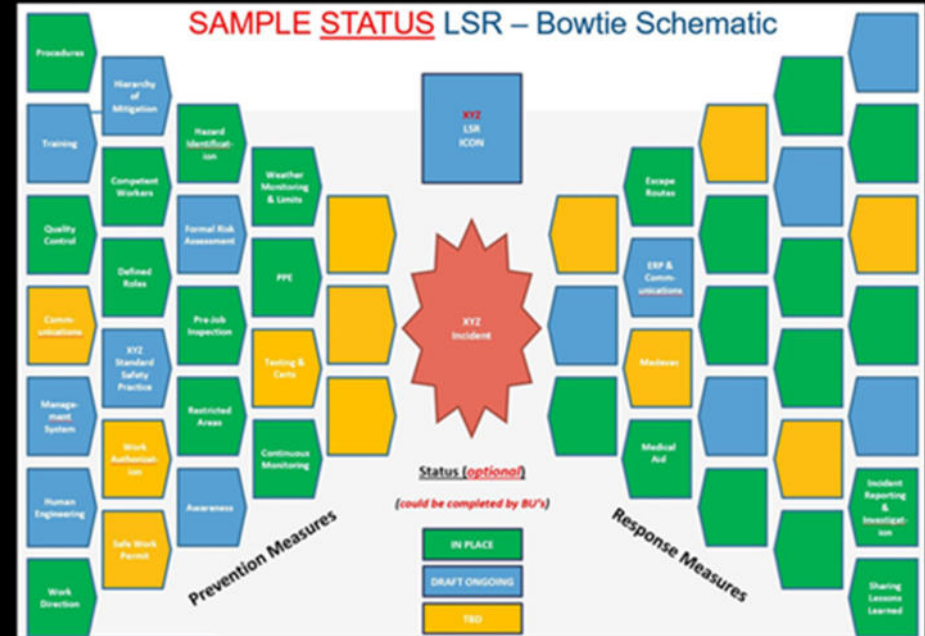 SAMPLE STATUS LSR – Bowtie Schematic
Procedures
Training
Quality
Control
Comm-
unications
Manage-
ment
System
Human
Engineering
Work
Direction
Hierarchy
of
Mitigation
Competent
Workers
Defined
Roles
XYZ
Standard
Safety
Practice
Work
Authorizat-
ion
Safe Work
Permit
Hazard
Identificat-
ion
Formal Risk
Assessment
Pre-Job
Inspection
Restricted
Areas
Awareness
Weather
Monitoring
& Limits
PPE
Testing &
Certs
Continuous
Monitoring
XYZ
LSR
ICON
XYZ
Incident
Status (optional)
(could be completed by BU's)
IN PLACE
DRAFT ONGOING
TBD
Prevention Measures
Response Measures
Escape
Routes
ERP &
Comm-
unications
Medevac
Medical
Aid
Incident
Reporting
&
Investigat-
ion
Sharing
Lessons
Learned